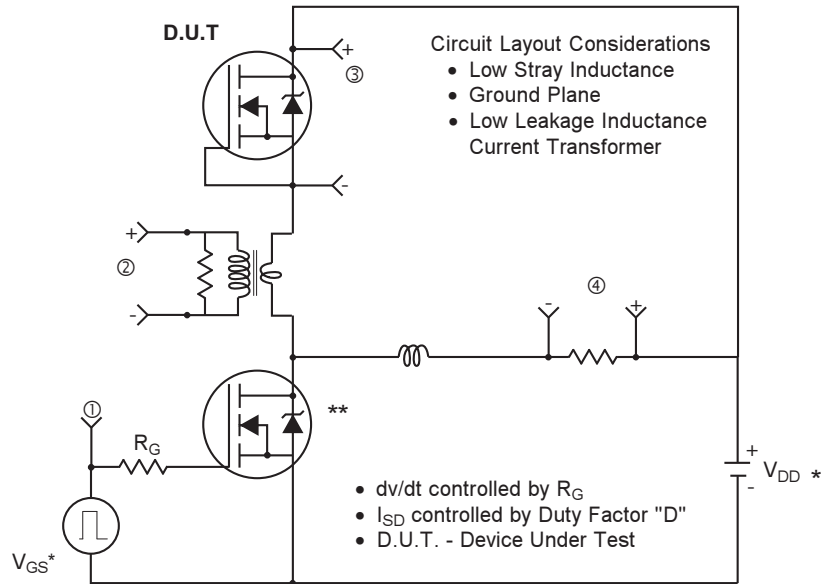 D.U.T
+
③
-
Circuit Layout Considerations
• Low Stray Inductance
• Ground Plane
• Low Leakage Inductance
Current Transformer
+
②
-
-
④
+
①
R_G
V_GS*
**
+
V_DD *
-
• dv/dt controlled by R_G
• I_SD controlled by Duty Factor "D"
• D.U.T. - Device Under Test